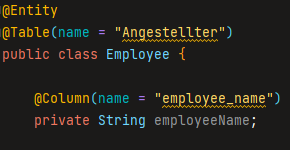 @Entity
@Table(name = "Angestellter")
public class Employee {
@Column(name = "employee_name")
private String employeeName;